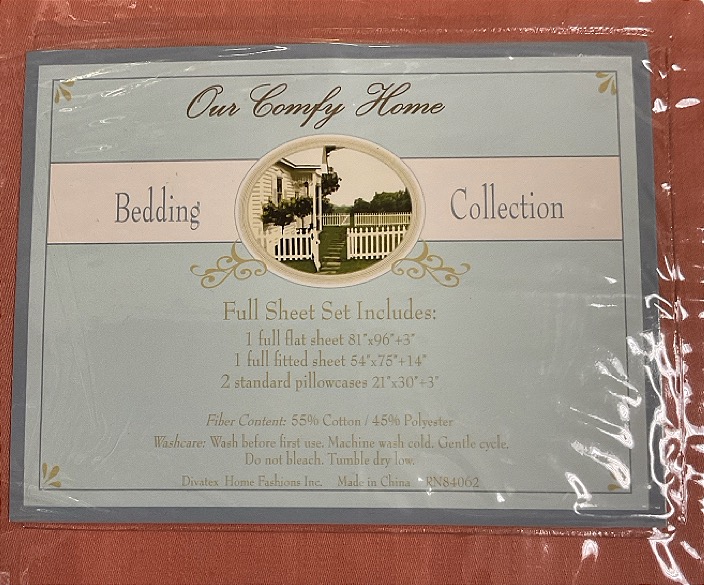 Our Comfy Home
Bedding Collection
Full Sheet Set Includes:
1 full flat sheet 81"x96"+3"
1 full fitted sheet 54"x75"+14"
2 standard pillowcases 21"x30"+3"
Fiber Content: 55% Cotton / 45% Polyester
Washcare: Wash before first use. Machine wash cold. Gentle cycle.
Do not bleach. Tumble dry low.
Divatex Home Fashions Inc. Made in China RN84062